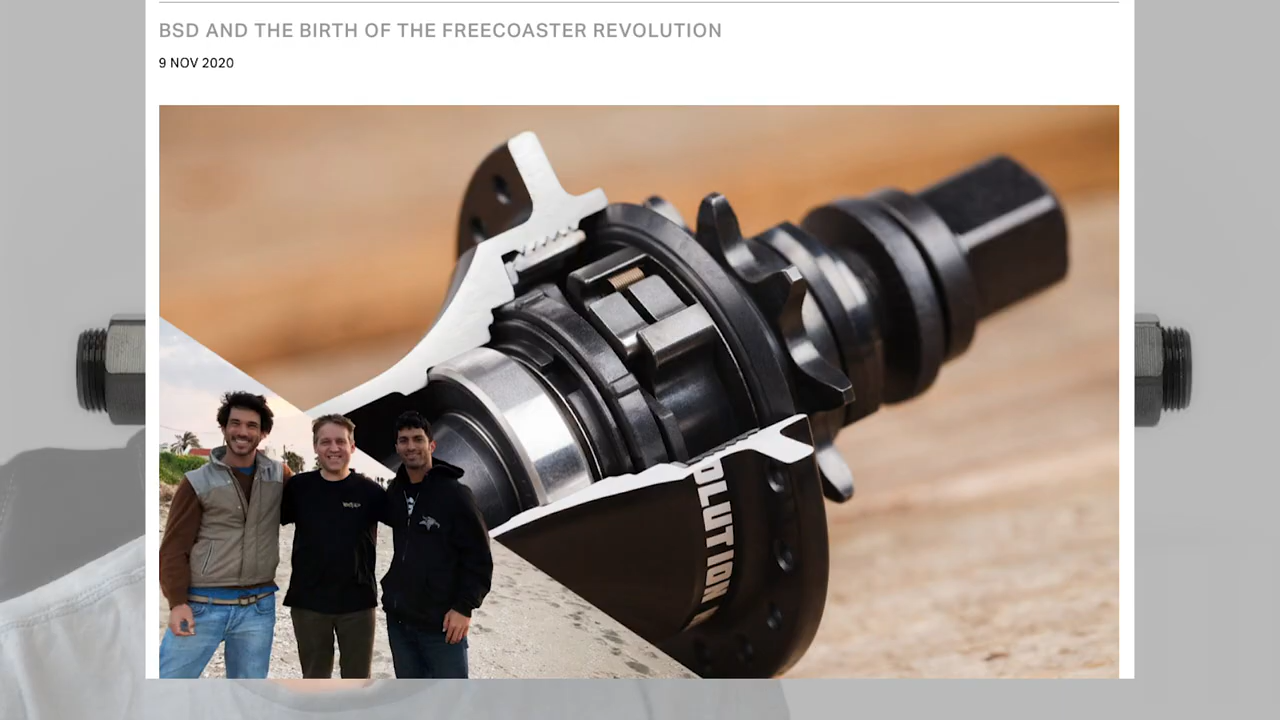 BSD AND THE BIRTH OF THE FREECOASTER REVOLUTION
9 NOV 2020
OLUTION